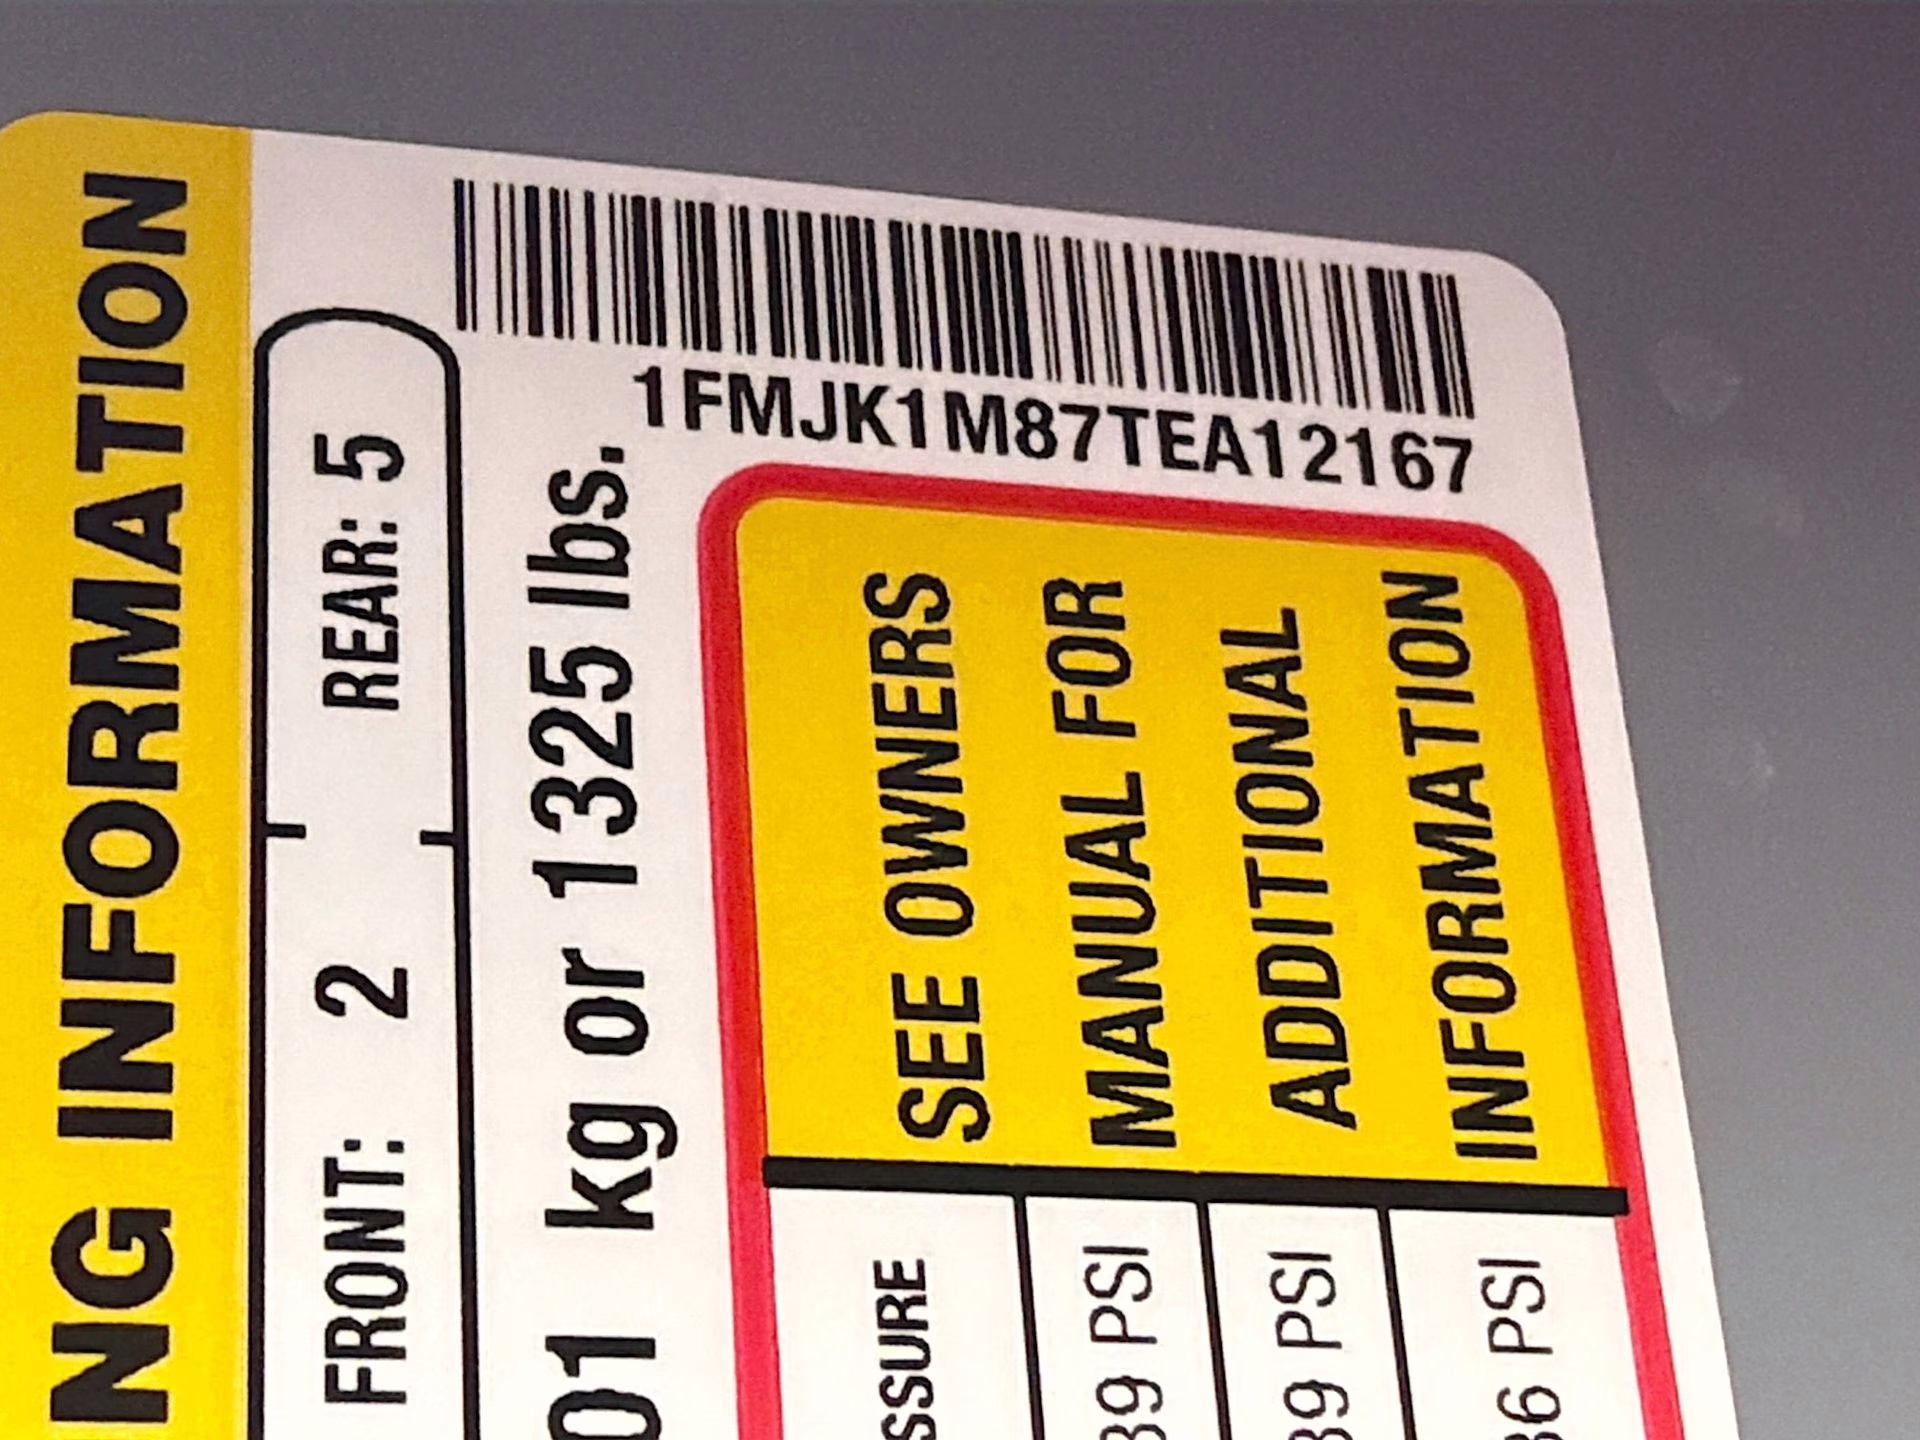 NG INFORMATION
FRONT: 2 REAR: 5
01 kg or 1325 lbs.
1FMJK1M87TEA12167
SSURE
39 PSI
39 PSI
36 PSI
SEE OWNERS
MANUAL FOR
ADDITIONAL
INFORMATION